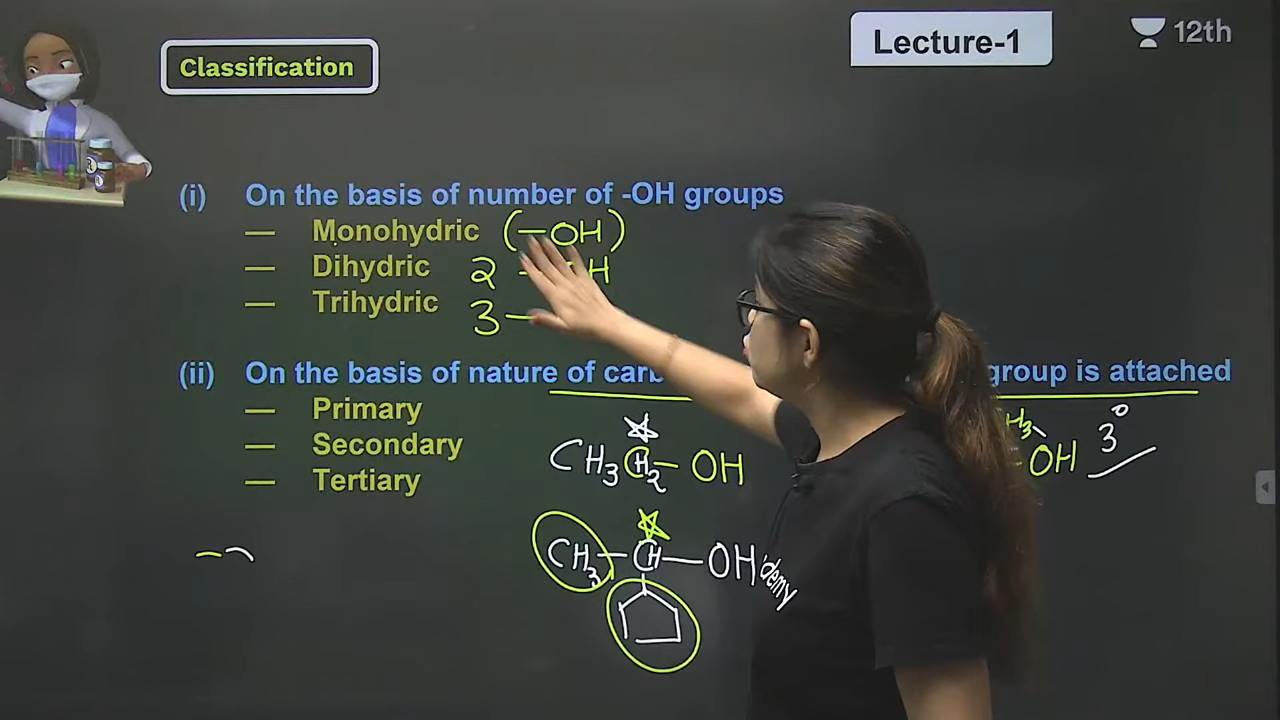 Lecture-1
12th
Classification
(i) On the basis of number of -OH groups
— Monohydric (—OH)
— Dihydric 2
— Trihydric 3—
(ii) On the basis of nature of group is attached
— Primary
— Secondary
— Tertiary
CH3 CH2—OH
OH 3°
CH3—CH—OH